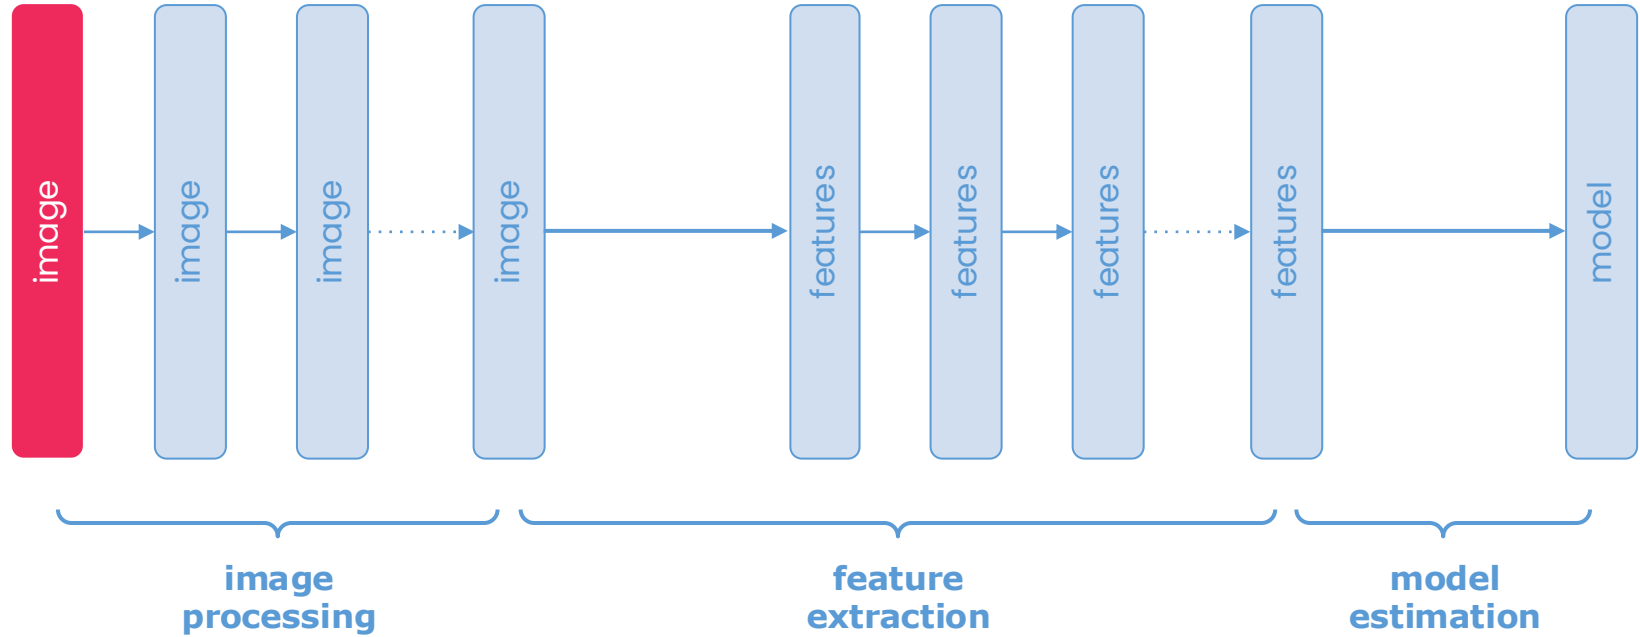 image
image
image
image
features
features
features
features
model
image
processing
feature
extraction
model
estimation